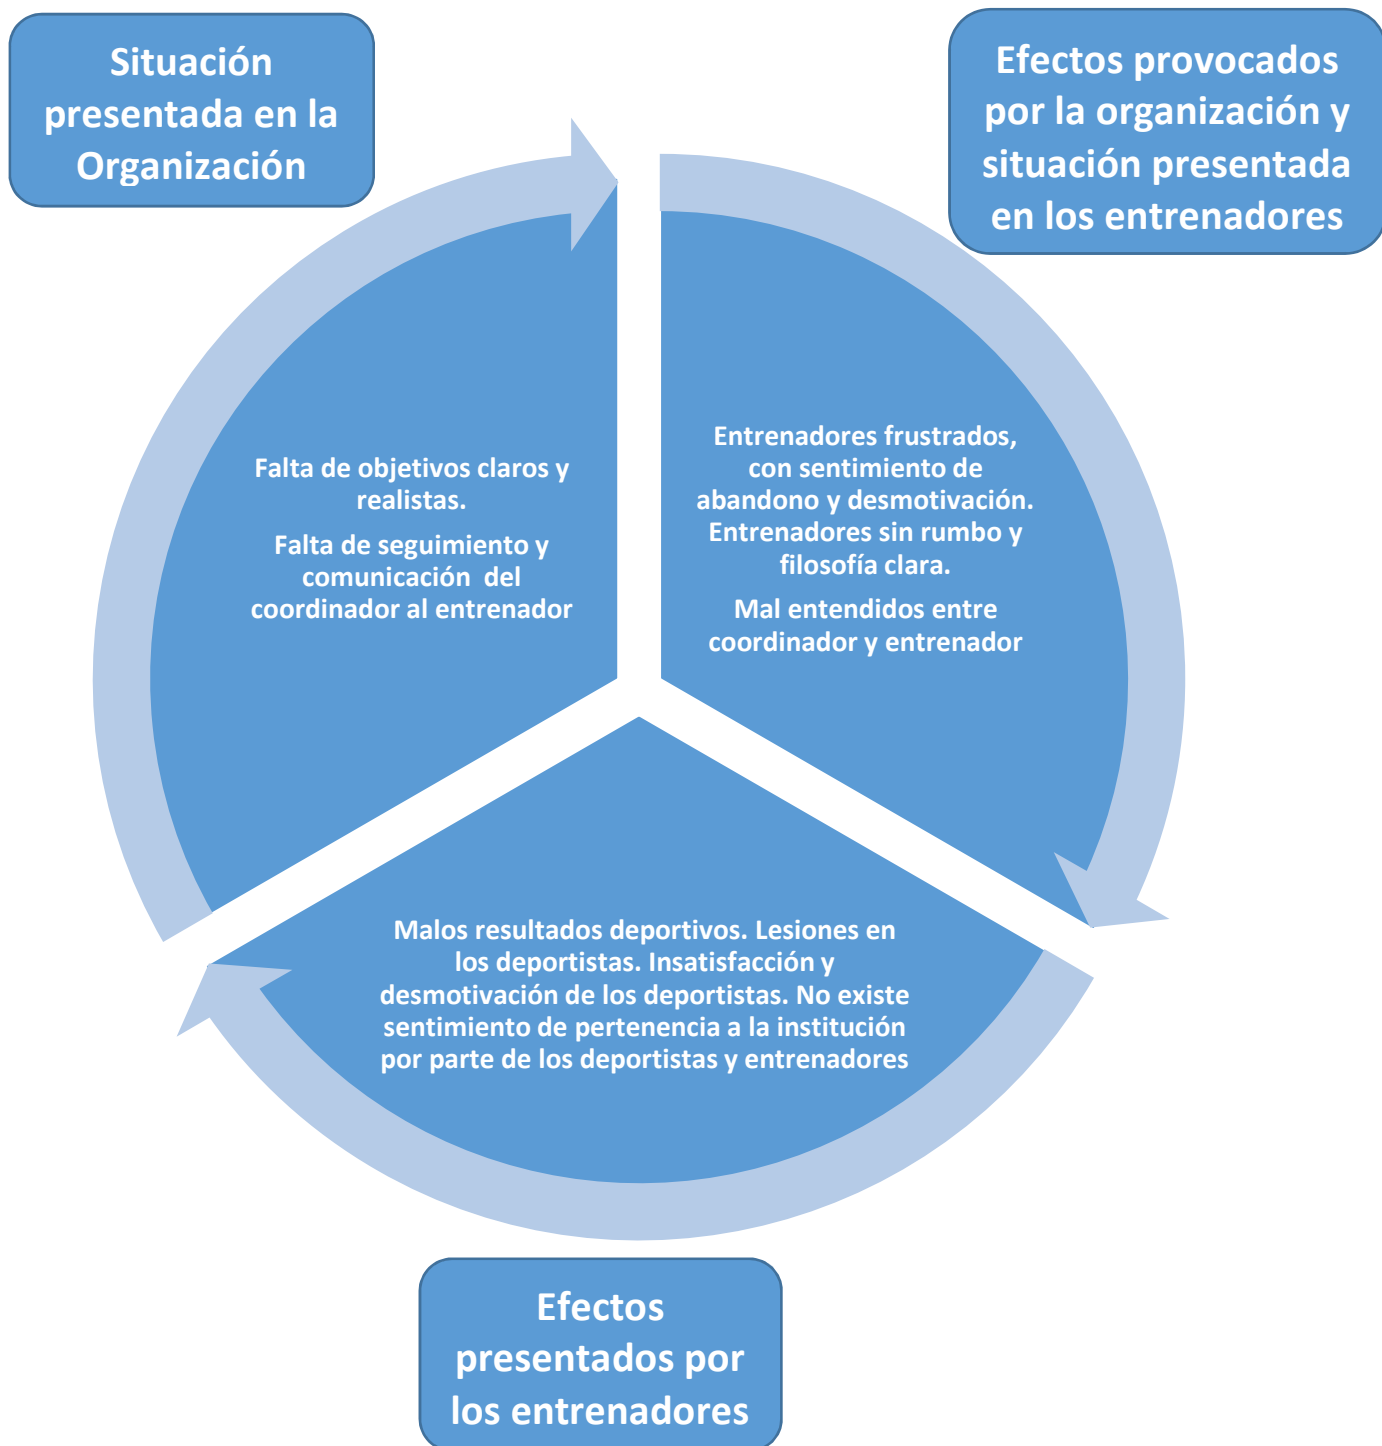 Situación
presentada en la
Organización
Efectos provocados
por la organización y
situación presentada
en los entrenadores
Falta de objetivos claros y
realistas.
Falta de seguimiento y
comunicación  del
coordinador al entrenador
Entrenadores frustrados,
con sentimiento de
abandono y desmotivación.
Entrenadores sin rumbo y
filosofía clara.
Mal entendidos entre
coordinador y entrenador
Malos resultados deportivos. Lesiones en
los deportistas. Insatisfacción y
desmotivación de los deportistas. No existe
sentimiento de pertenencia a la institución
por parte de los deportistas y entrenadores
Efectos
presentados por
los entrenadores